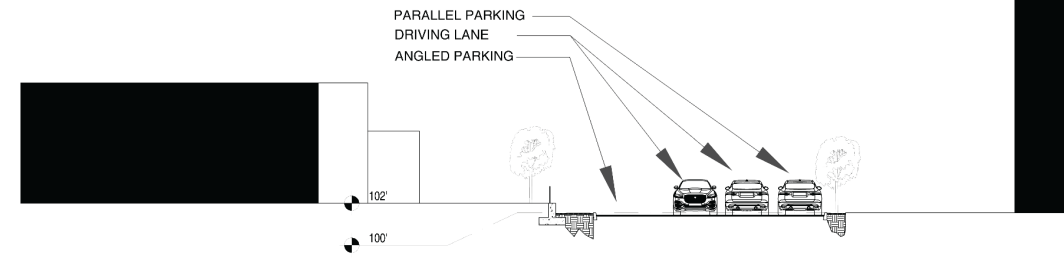 PARALLEL PARKING
DRIVING LANE
ANGLED PARKING
102'
100'